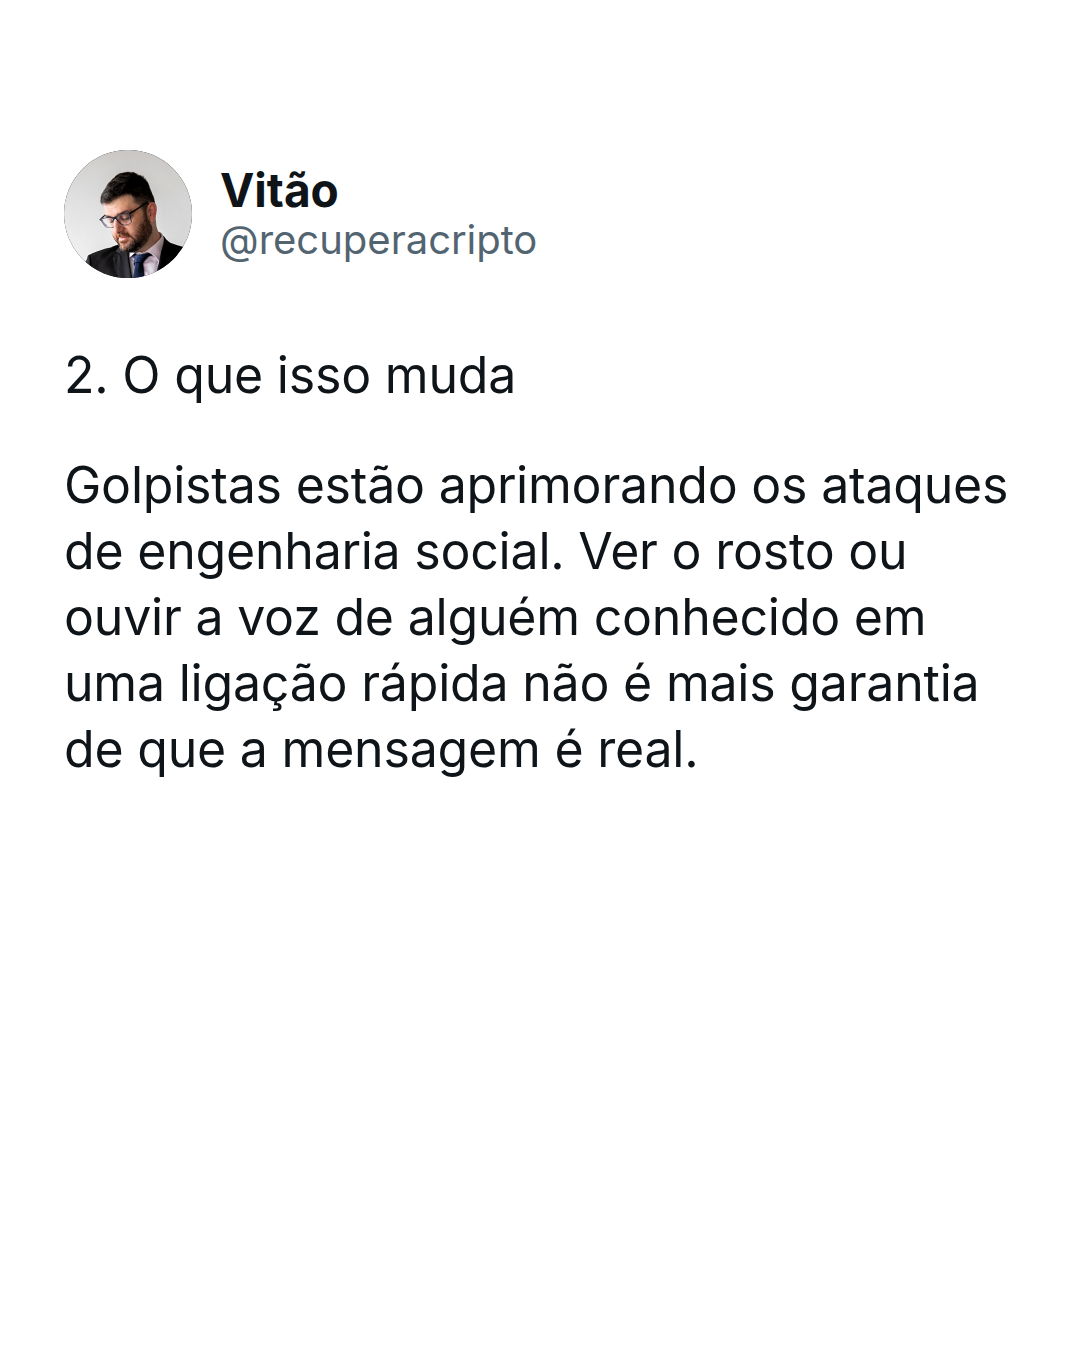 Vitão
@recuperacripto
2. O que isso muda
Golpistas estão aprimorando os ataques
de engenharia social. Ver o rosto ou
ouvir a voz de alguém conhecido em
uma ligação rápida não é mais garantia
de que a mensagem é real.